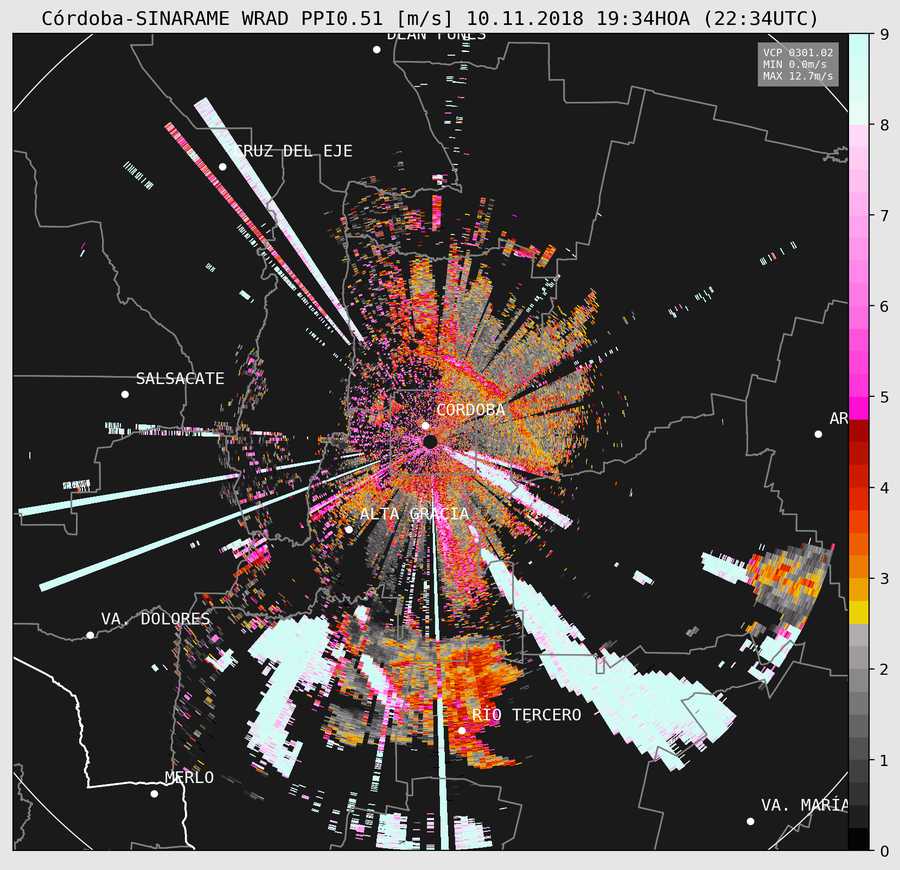 Córdoba-SINARAME WRAD PPI0.51 [m/s] 10.11.2018 19:34HOA (22:34UTC)
DEAN FUNES
VCP 0301.02
MIN 0.0m/s
MAX 12.7m/s
9
CRUZ DEL EJE
8
7
6
SALSACATE
5
CORDOBA
AR
4
ALTA GRACIA
3
VA. DOLORES
2
RÍO TERCERO
1
MERLO
VA. MARÍA
0